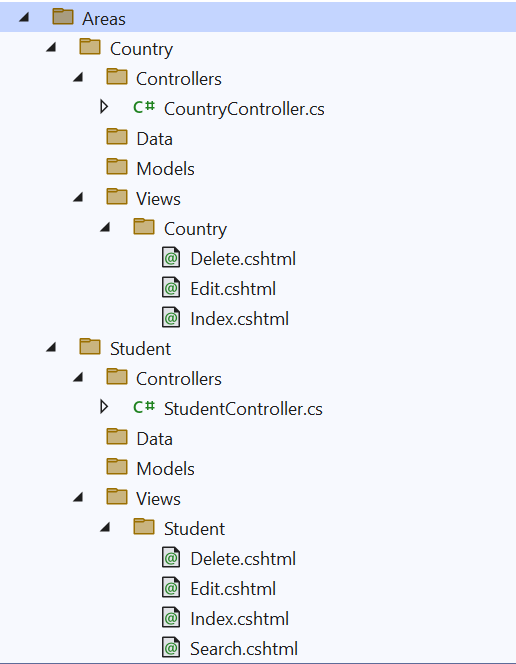 Areas
Country
Controllers
C# CountryController.cs
Data
Models
Views
Country
@ Delete.cshtml
@ Edit.cshtml
@ Index.cshtml
Student
Controllers
C# StudentController.cs
Data
Models
Views
Student
@ Delete.cshtml
@ Edit.cshtml
@ Index.cshtml
@ Search.cshtml